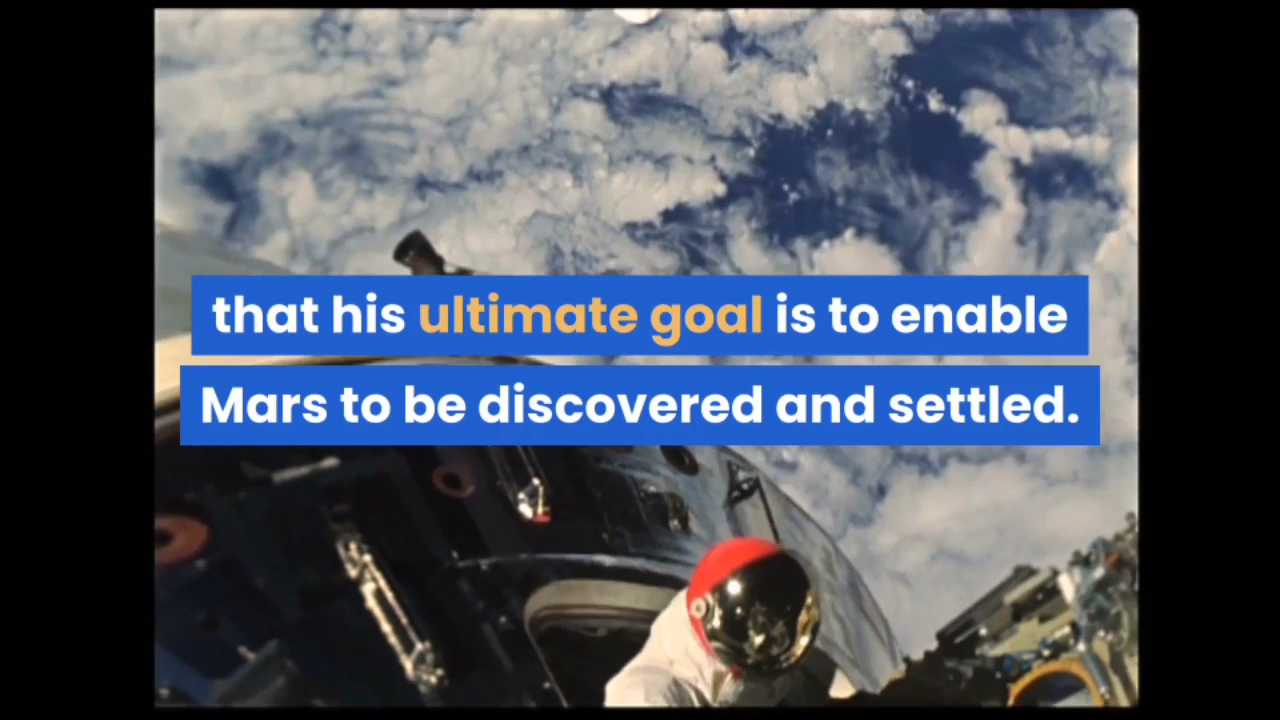 that his ultimate goal is to enable
Mars to be discovered and settled.